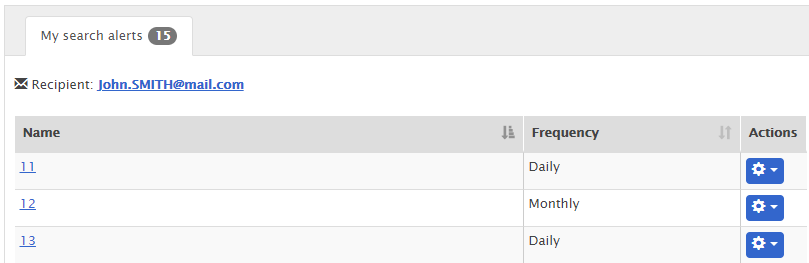 My search alerts 15
Recipient: John.SMITH@mail.com
Name Frequency Actions
11 Daily
12 Monthly
13 Daily